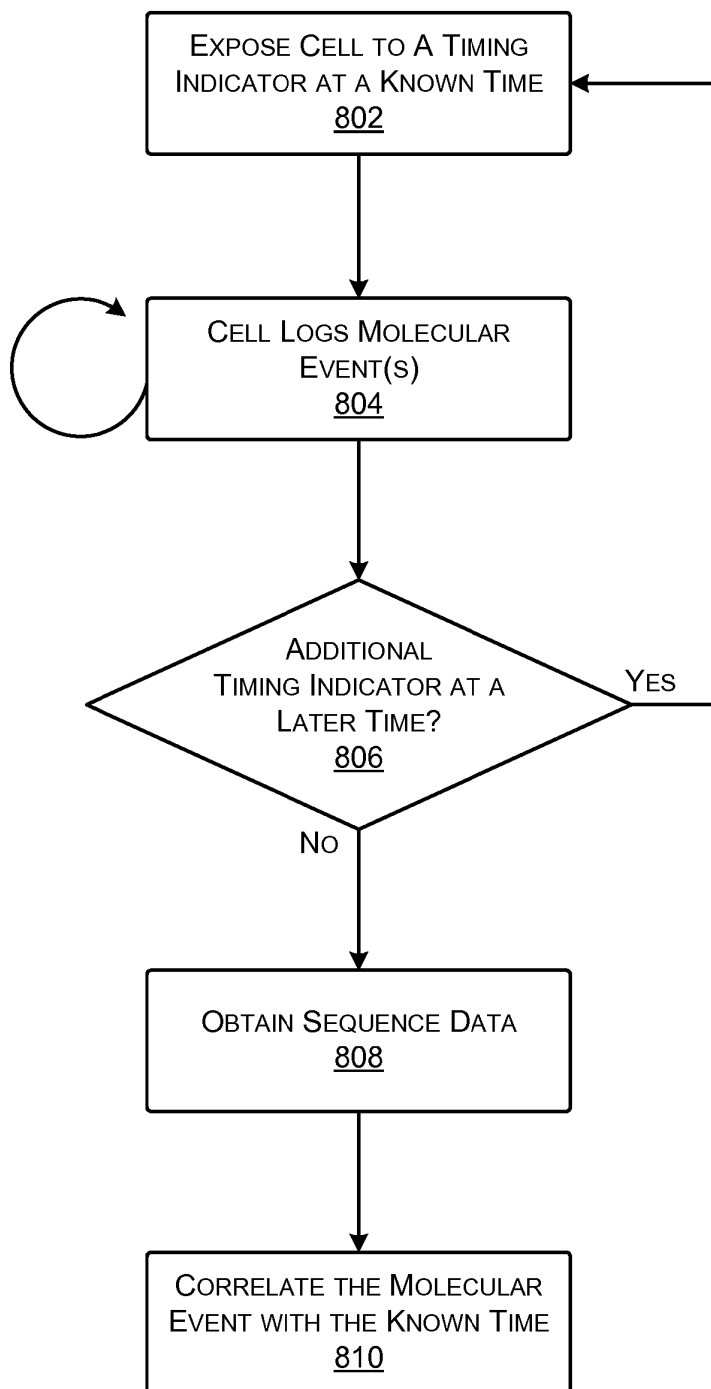 EXPOSE CELL TO A TIMING
INDICATOR AT A KNOWN TIME
802
CELL LOGS MOLECULAR
EVENT(S)
804
ADDITIONAL
TIMING INDICATOR AT A
LATER TIME?
806
YES
NO
OBTAIN SEQUENCE DATA
808
CORRELATE THE MOLECULAR
EVENT WITH THE KNOWN TIME
810